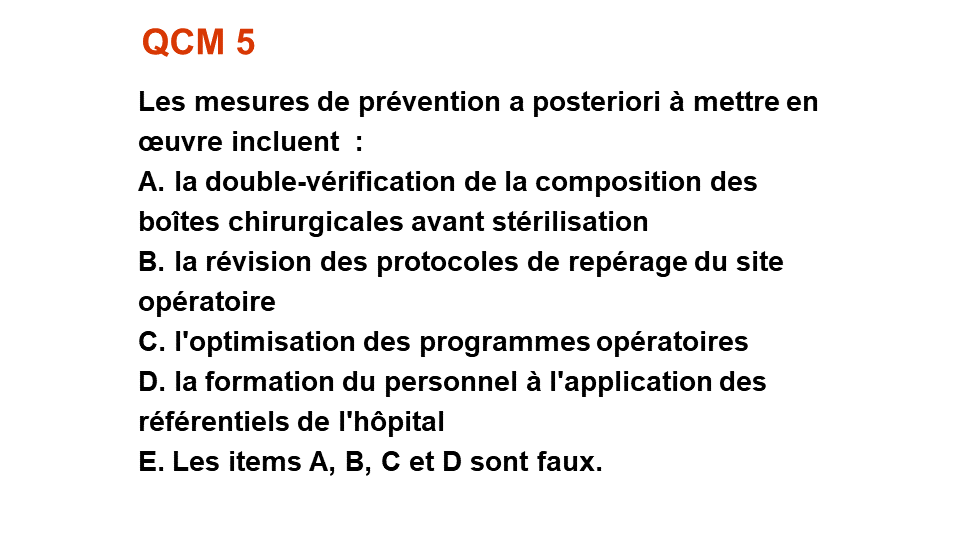 QCM 5
Les mesures de prévention a posteriori à mettre en
œuvre incluent  :
A. la double-vérification de la composition des
boîtes chirurgicales avant stérilisation
B. la révision des protocoles de repérage du site
opératoire
C. l'optimisation des programmes opératoires
D. la formation du personnel à l'application des
référentiels de l'hôpital
E. Les items A, B, C et D sont faux.